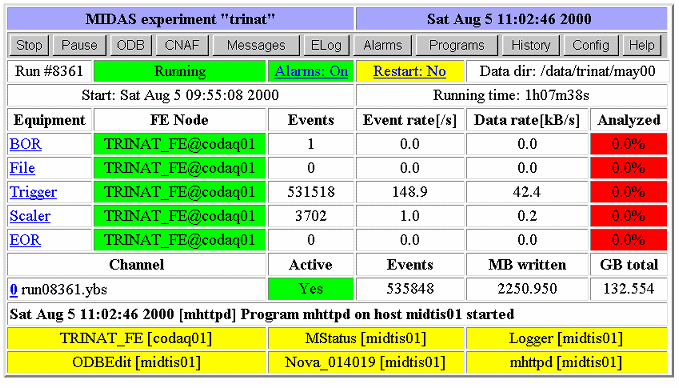 MIDAS experiment "trinat" Sat Aug 5 11:02:46 2000
Stop Pause ODB CNAF Messages ELog Alarms Programs History Config Help
Run #8361 Running Alarms: On Restart: No Data dir: /data/trinat/may00
Start: Sat Aug 5 09:55:08 2000 Running time: 1h07m38s
Equipment FE Node Events Event rate[/s] Data rate[kB/s] Analyzed
BOR TRINAT_FE@codaq01 1 0.0 0.0 0.0%
File TRINAT_FE@codaq01 0 0.0 0.0 0.0%
Trigger TRINAT_FE@codaq01 531518 148.9 42.4 0.0%
Scaler TRINAT_FE@codaq01 3702 1.0 0.2 0.0%
EOR TRINAT_FE@codaq01 0 0.0 0.0 0.0%
Channel Active Events MB written GB total
0 run08361.ybs Yes 535848 2250.950 132.554
Sat Aug 5 11:02:46 2000 [mhttpd] Program mhttpd on host midtis01 started
TRINAT_FE [codaq01] MStatus [midtis01] Logger [midtis01]
ODBEdit [midtis01] Nova_014019 [midtis01] mhttpd [midtis01]